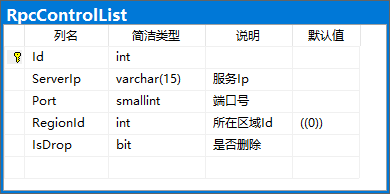 RpcControlList
列名 简洁类型 说明 默认值
Id int
ServerIp varchar(15) 服务Ip
Port smallint 端口号
RegionId int 所在区域Id ((0))
IsDrop bit 是否删除